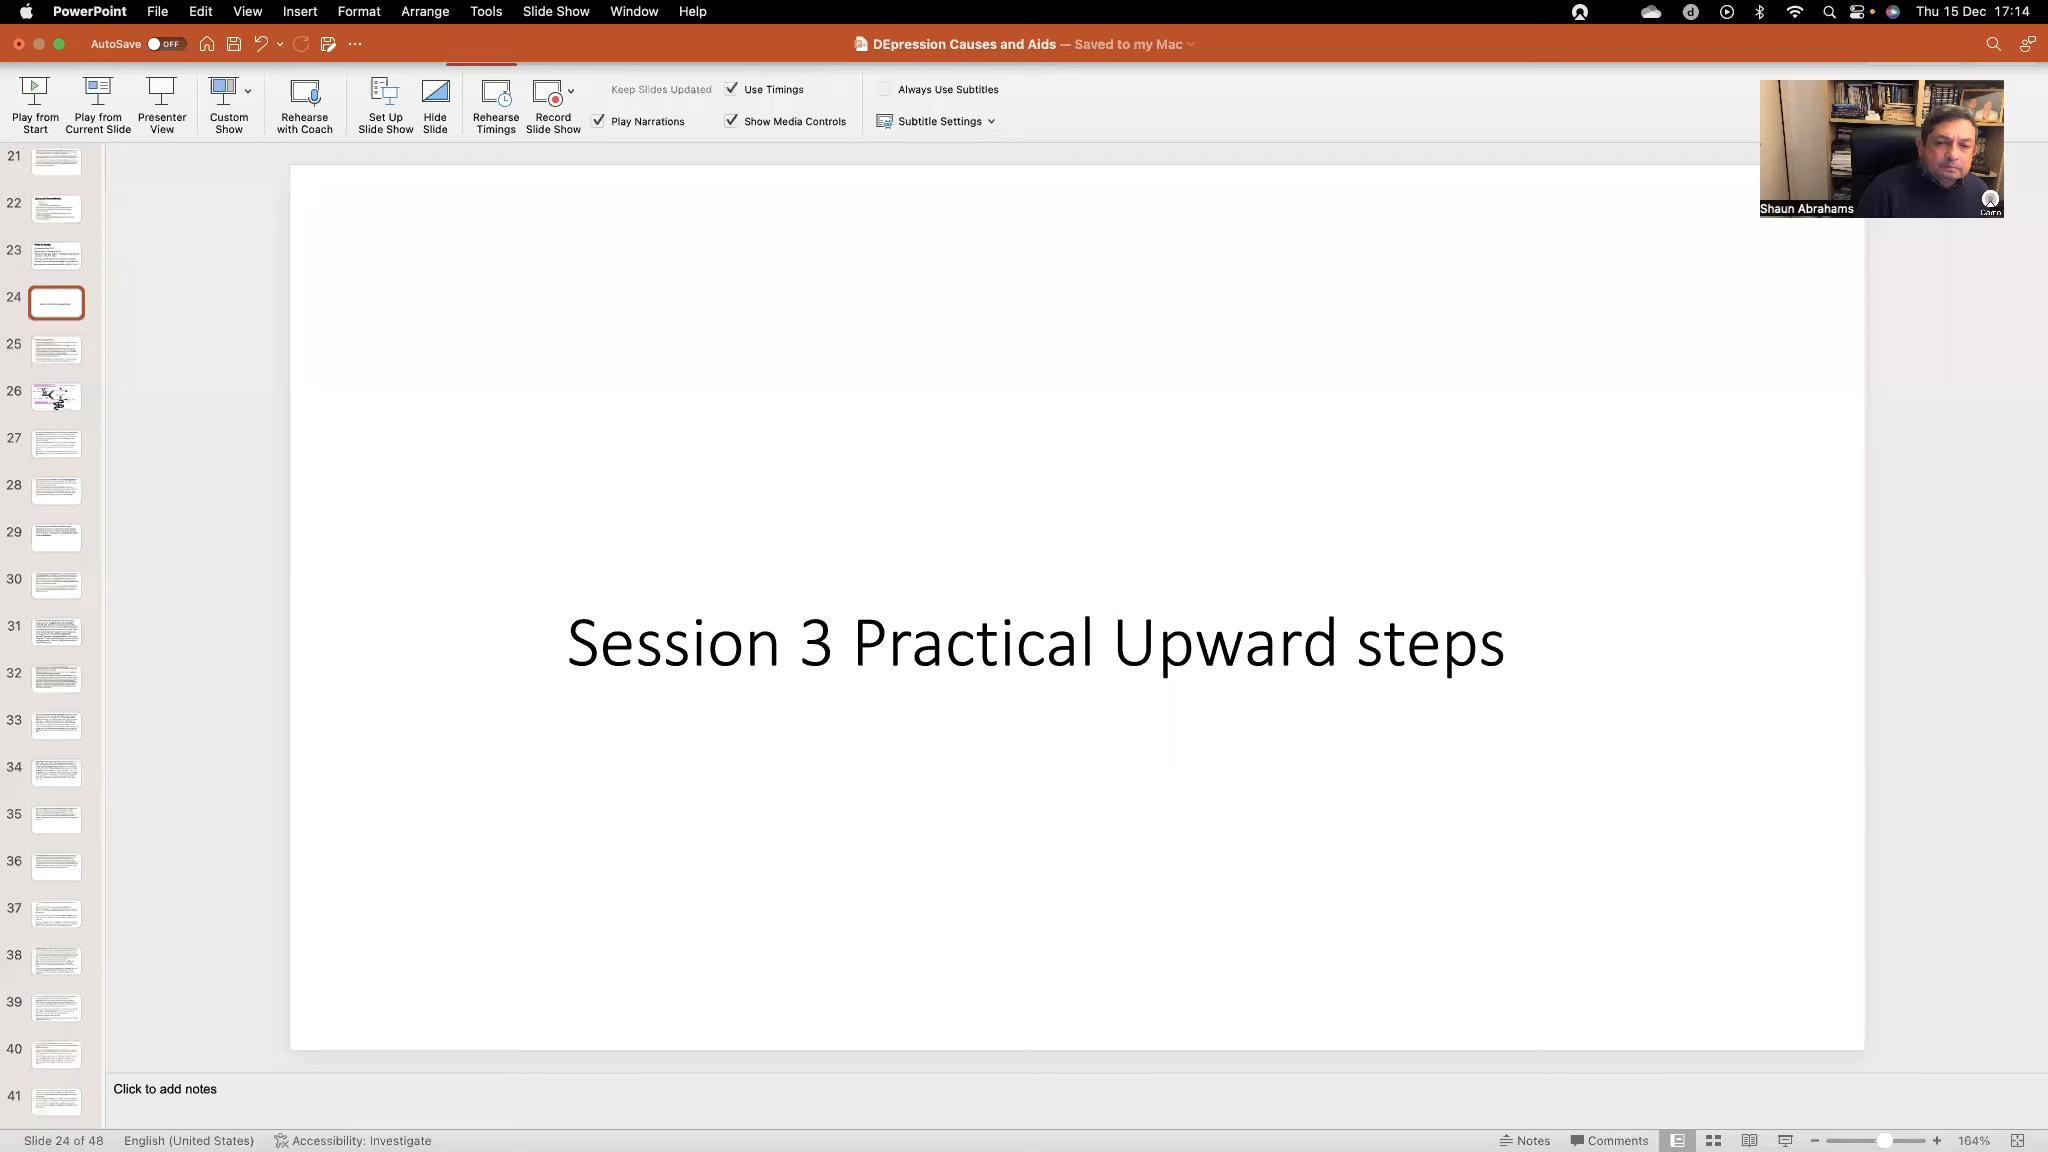 PowerPoint File Edit View Insert Format Arrange Tools Slide Show Window Help Thu 15 Dec 17:14
AutoSave OFF DEpression Causes and Aids — Saved to my Mac
Keep Slides Updated Use Timings Always Use Subtitles
Play from Start
Play from Current Slide
Presenter View
Custom Show
Rehearse with Coach
Set Up Slide Show
Hide Slide
Rehearse Timings
Record Slide Show
Play Narrations Show Media Controls Subtitle Settings
Shaun Abrahams
Camo
21
22
23
24
25
26
27
28
29
30
31
32
33
34
35
36
37
38
39
40
41
Session 3 Practical Upward steps
Click to add notes
Slide 24 of 48 English (United States) Accessibility: Investigate Notes Comments 164%